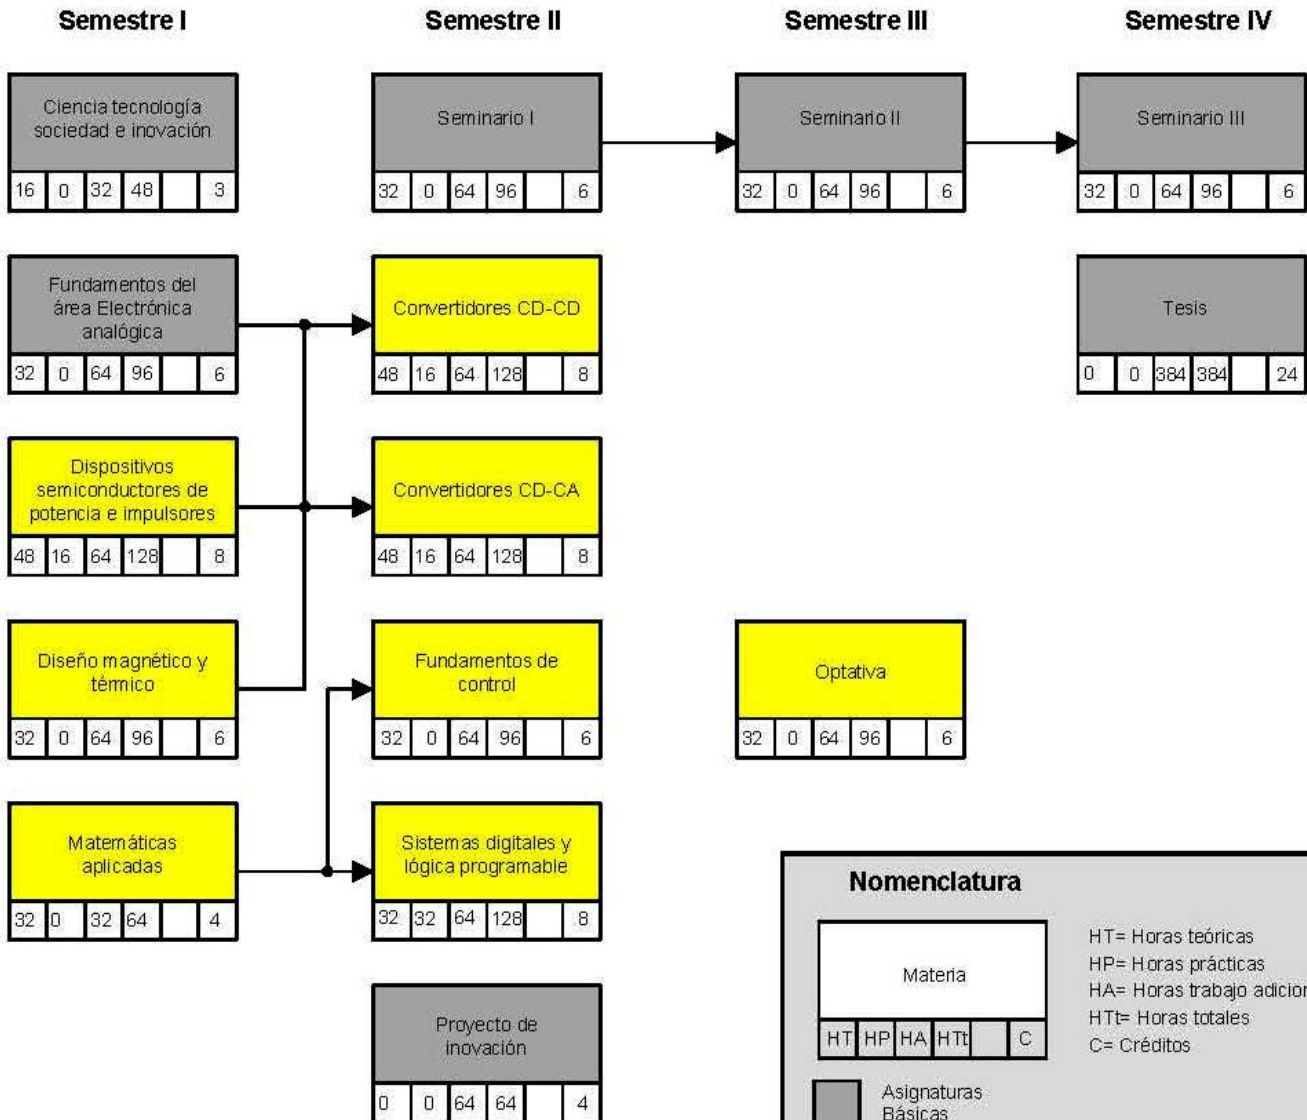 Semestre I
Semestre II
Semestre III
Semestre IV
Ciencia tecnología
sociedad e inovación
16 0 32 48 3
Seminario I
32 0 64 96 6
Seminario II
32 0 64 96 6
Seminario III
32 0 64 96 6
Fundamentos del
área Electrónica
analógica
32 0 64 96 6
Convertidores CD-CD
48 16 64 128 8
Tesis
0 0 384 384 24
Dispositivos
semiconductores de
potencia e impulsores
48 16 64 128 8
Convertidores CD-CA
48 16 64 128 8
Diseño magnético y
térmico
32 0 64 96 6
Fundamentos de
control
32 0 64 96 6
Optativa
32 0 64 96 6
Matemáticas
aplicadas
32 0 32 64 4
Sistemas digitales y
lógica programable
32 32 64 128 8
Proyecto de
inovación
0 0 64 64 4
Nomenclatura
Materia
HT HP HA HTt C
HT= Horas teóricas
HP= Horas prácticas
HA= Horas trabajo adicion
HTt= Horas totales
C= Créditos
Asignaturas
Básicas